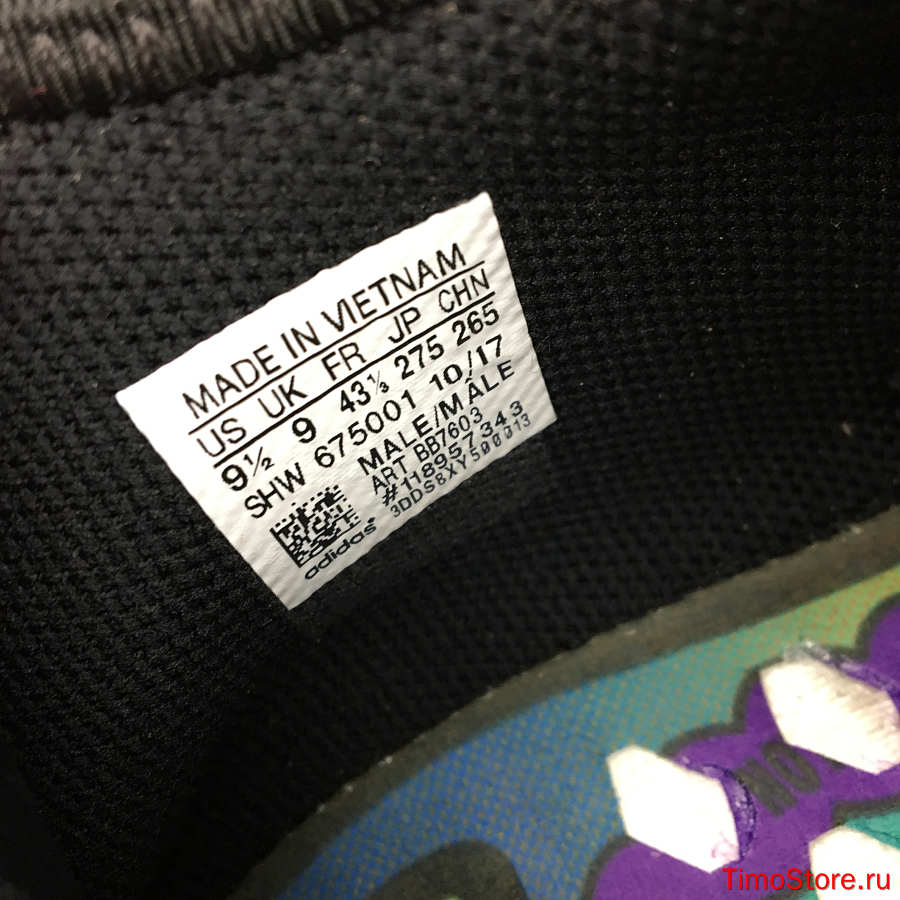 MADE IN VIETNAM
US UK FR JP CHN
9½ 9 43⅓ 275 265
SHW 675001 10/17
MALE/MÂLE
ART BB7603
#118957343
3DDS8XY500013
adidas
NO
TimoStore.ru